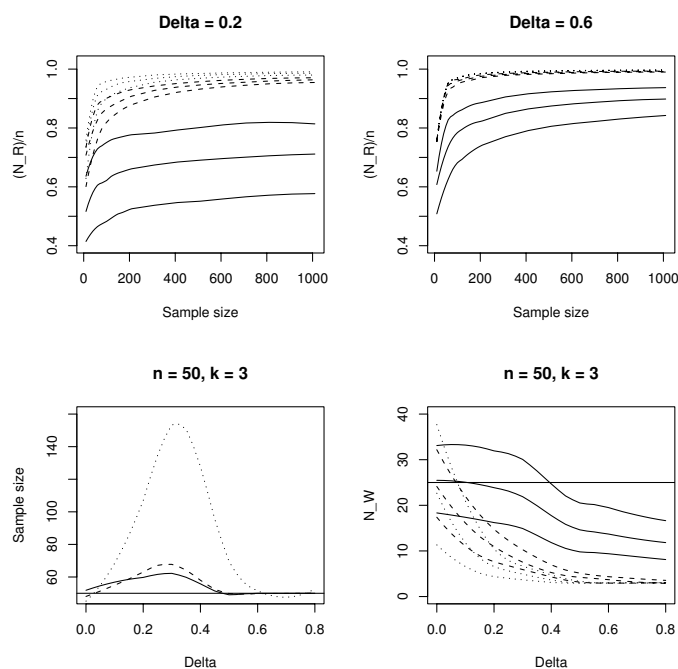 Delta = 0.2
(N_R)/n
0.4 0.6 0.8 1.0
0 200 400 600 800 1000
Sample size
Delta = 0.6
(N_R)/n
0.4 0.6 0.8 1.0
0 200 400 600 800 1000
Sample size
n = 50, k = 3
Sample size
60 80 100 140
0.0 0.2 0.4 0.6 0.8
Delta
n = 50, k = 3
N_W
0 10 20 30 40
0.0 0.2 0.4 0.6 0.8
Delta